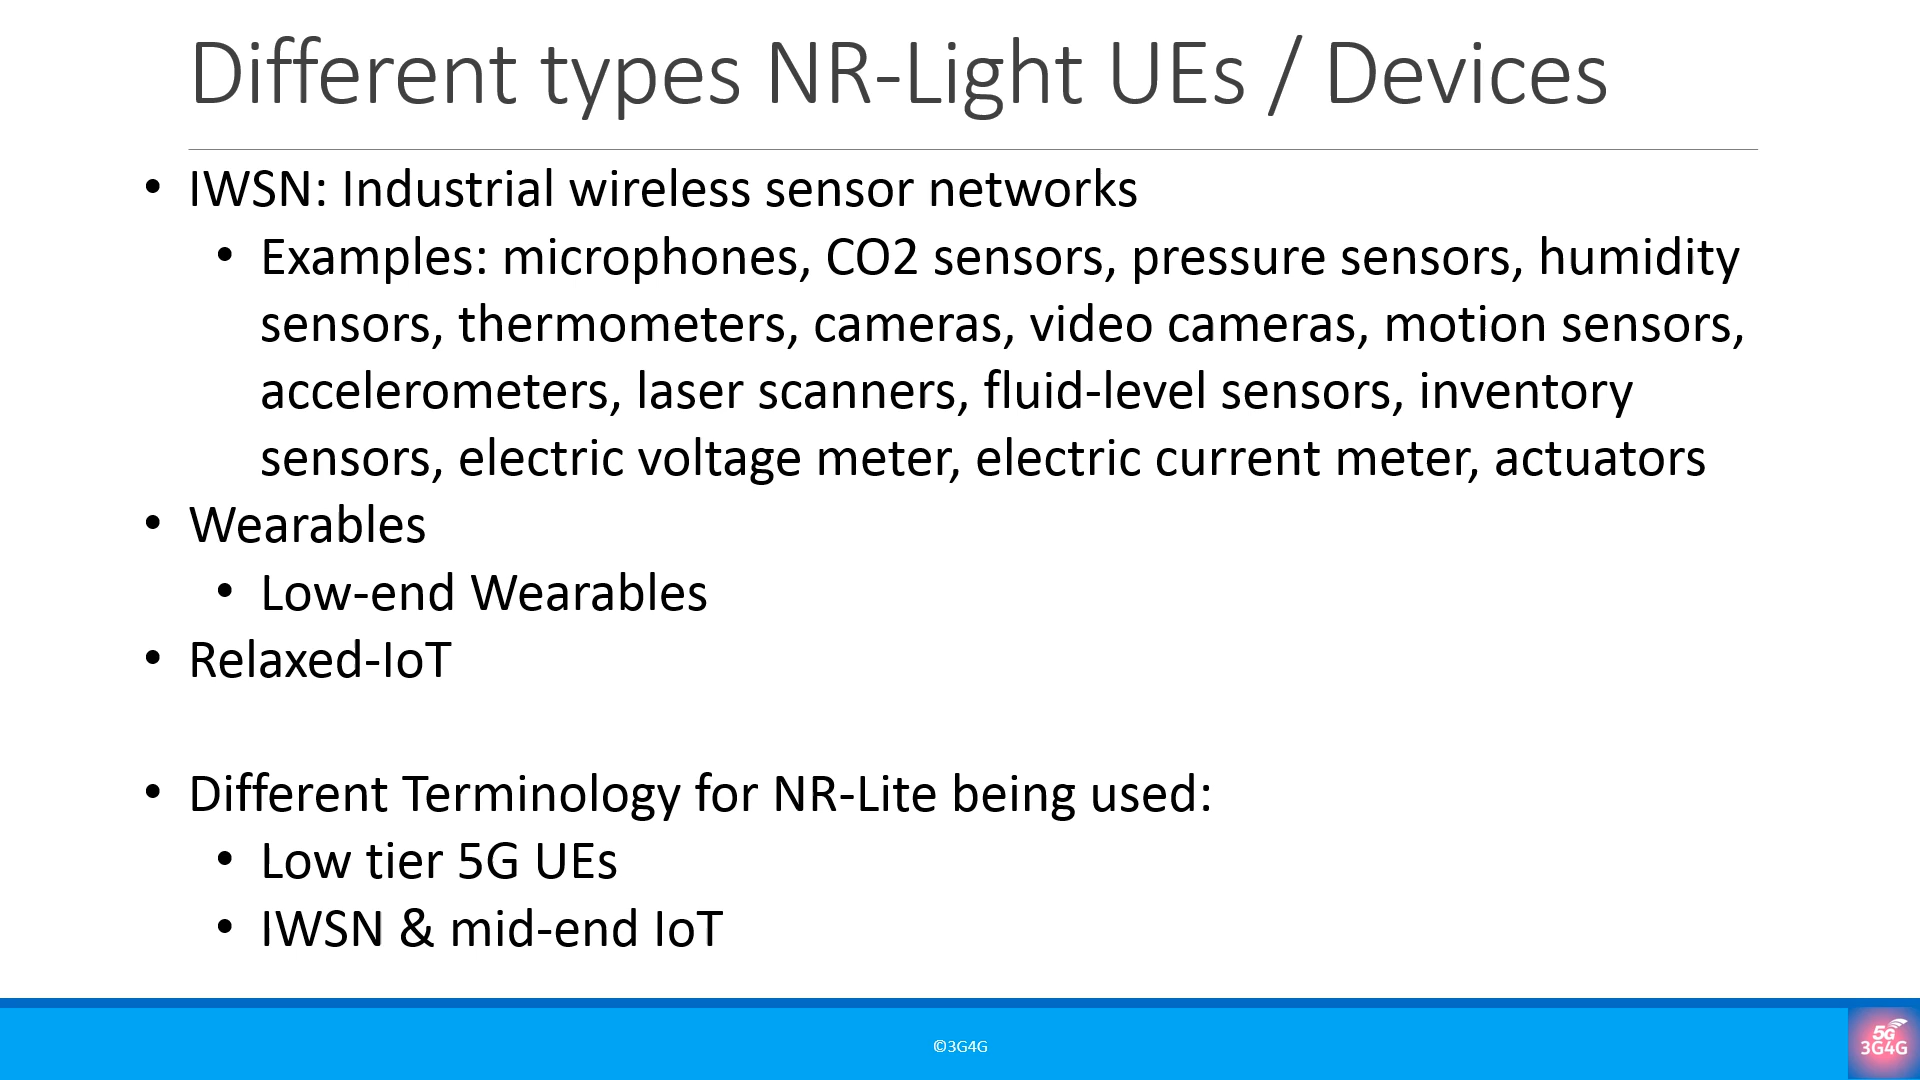 Different types NR-Light UEs / Devices
• IWSN: Industrial wireless sensor networks
• Examples: microphones, CO2 sensors, pressure sensors, humidity
sensors, thermometers, cameras, video cameras, motion sensors,
accelerometers, laser scanners, fluid-level sensors, inventory
sensors, electric voltage meter, electric current meter, actuators
• Wearables
• Low-end Wearables
• Relaxed-IoT
• Different Terminology for NR-Lite being used:
• Low tier 5G UEs
• IWSN & mid-end IoT
©3G4G
5G
3G4G